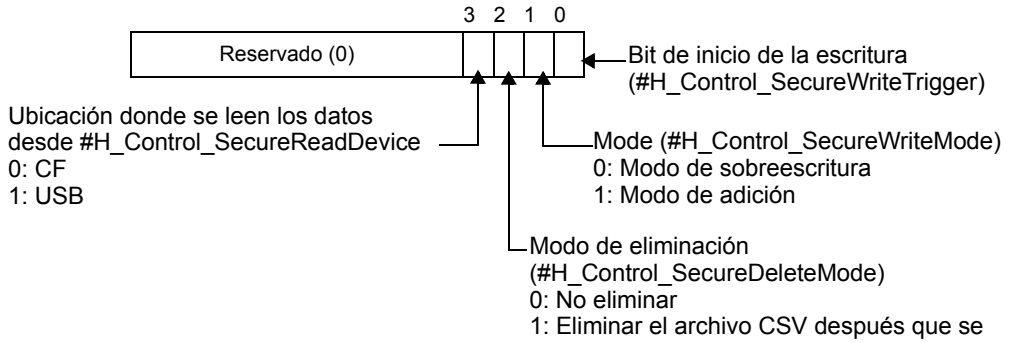 3 2 1 0
Reservado (0)
Bit de inicio de la escritura
(#H_Control_SecureWriteTrigger)
Ubicación donde se leen los datos
desde #H_Control_SecureReadDevice
0: CF
1: USB
Mode (#H_Control_SecureWriteMode)
0: Modo de sobreescritura
1: Modo de adición
Modo de eliminación
(#H_Control_SecureDeleteMode)
0: No eliminar
1: Eliminar el archivo CSV después que se